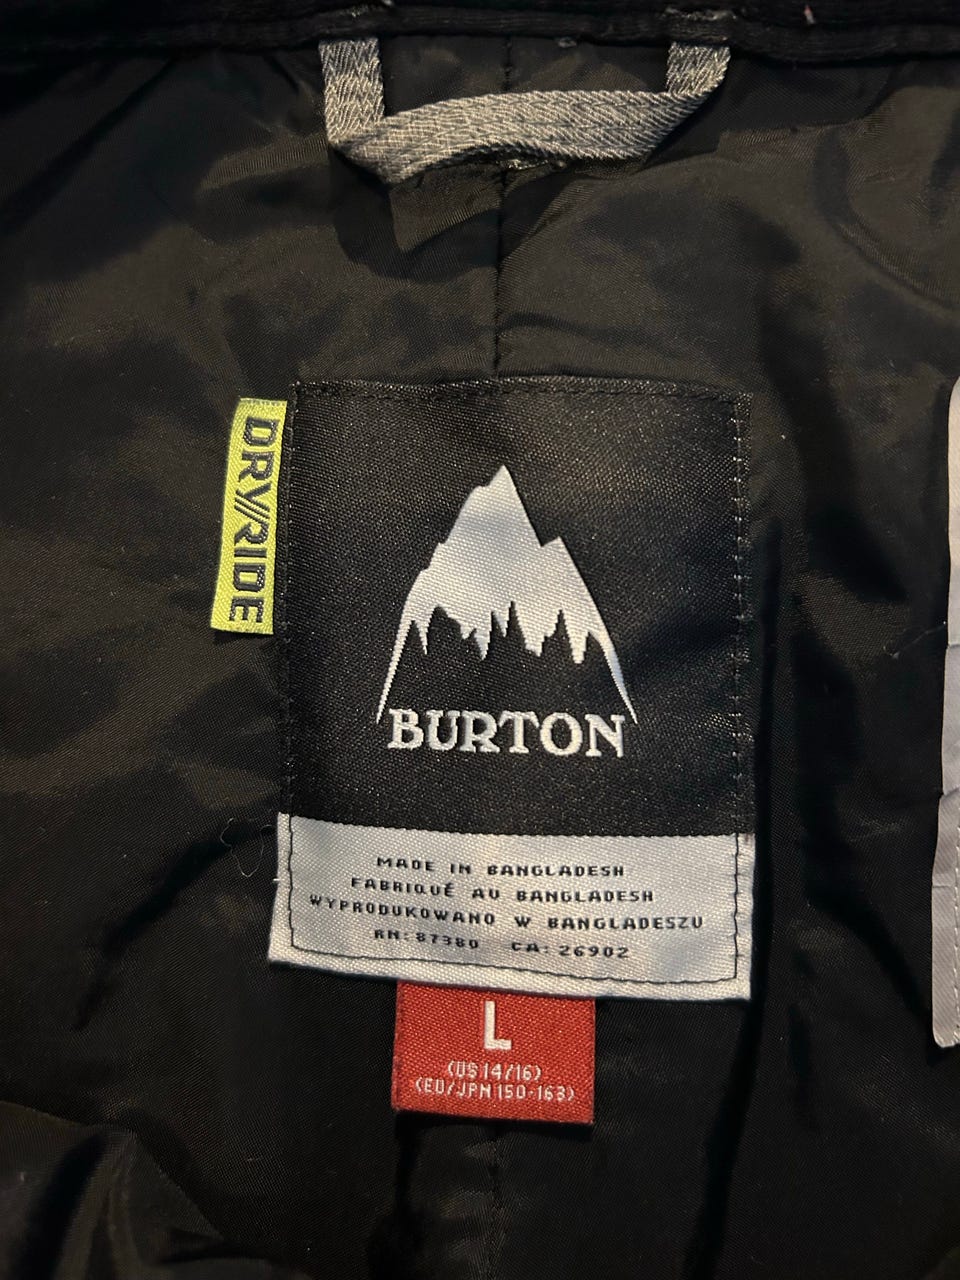 DRY//RIDE
BURTON
MADE IN BANGLADESH
FABRIQUÉ AU BANGLADESH
WYPRODUKOWANO W BANGLADESZU
RN: 87380 CA: 26902
L
(US 14/16)
(EU/JPN 150-163)